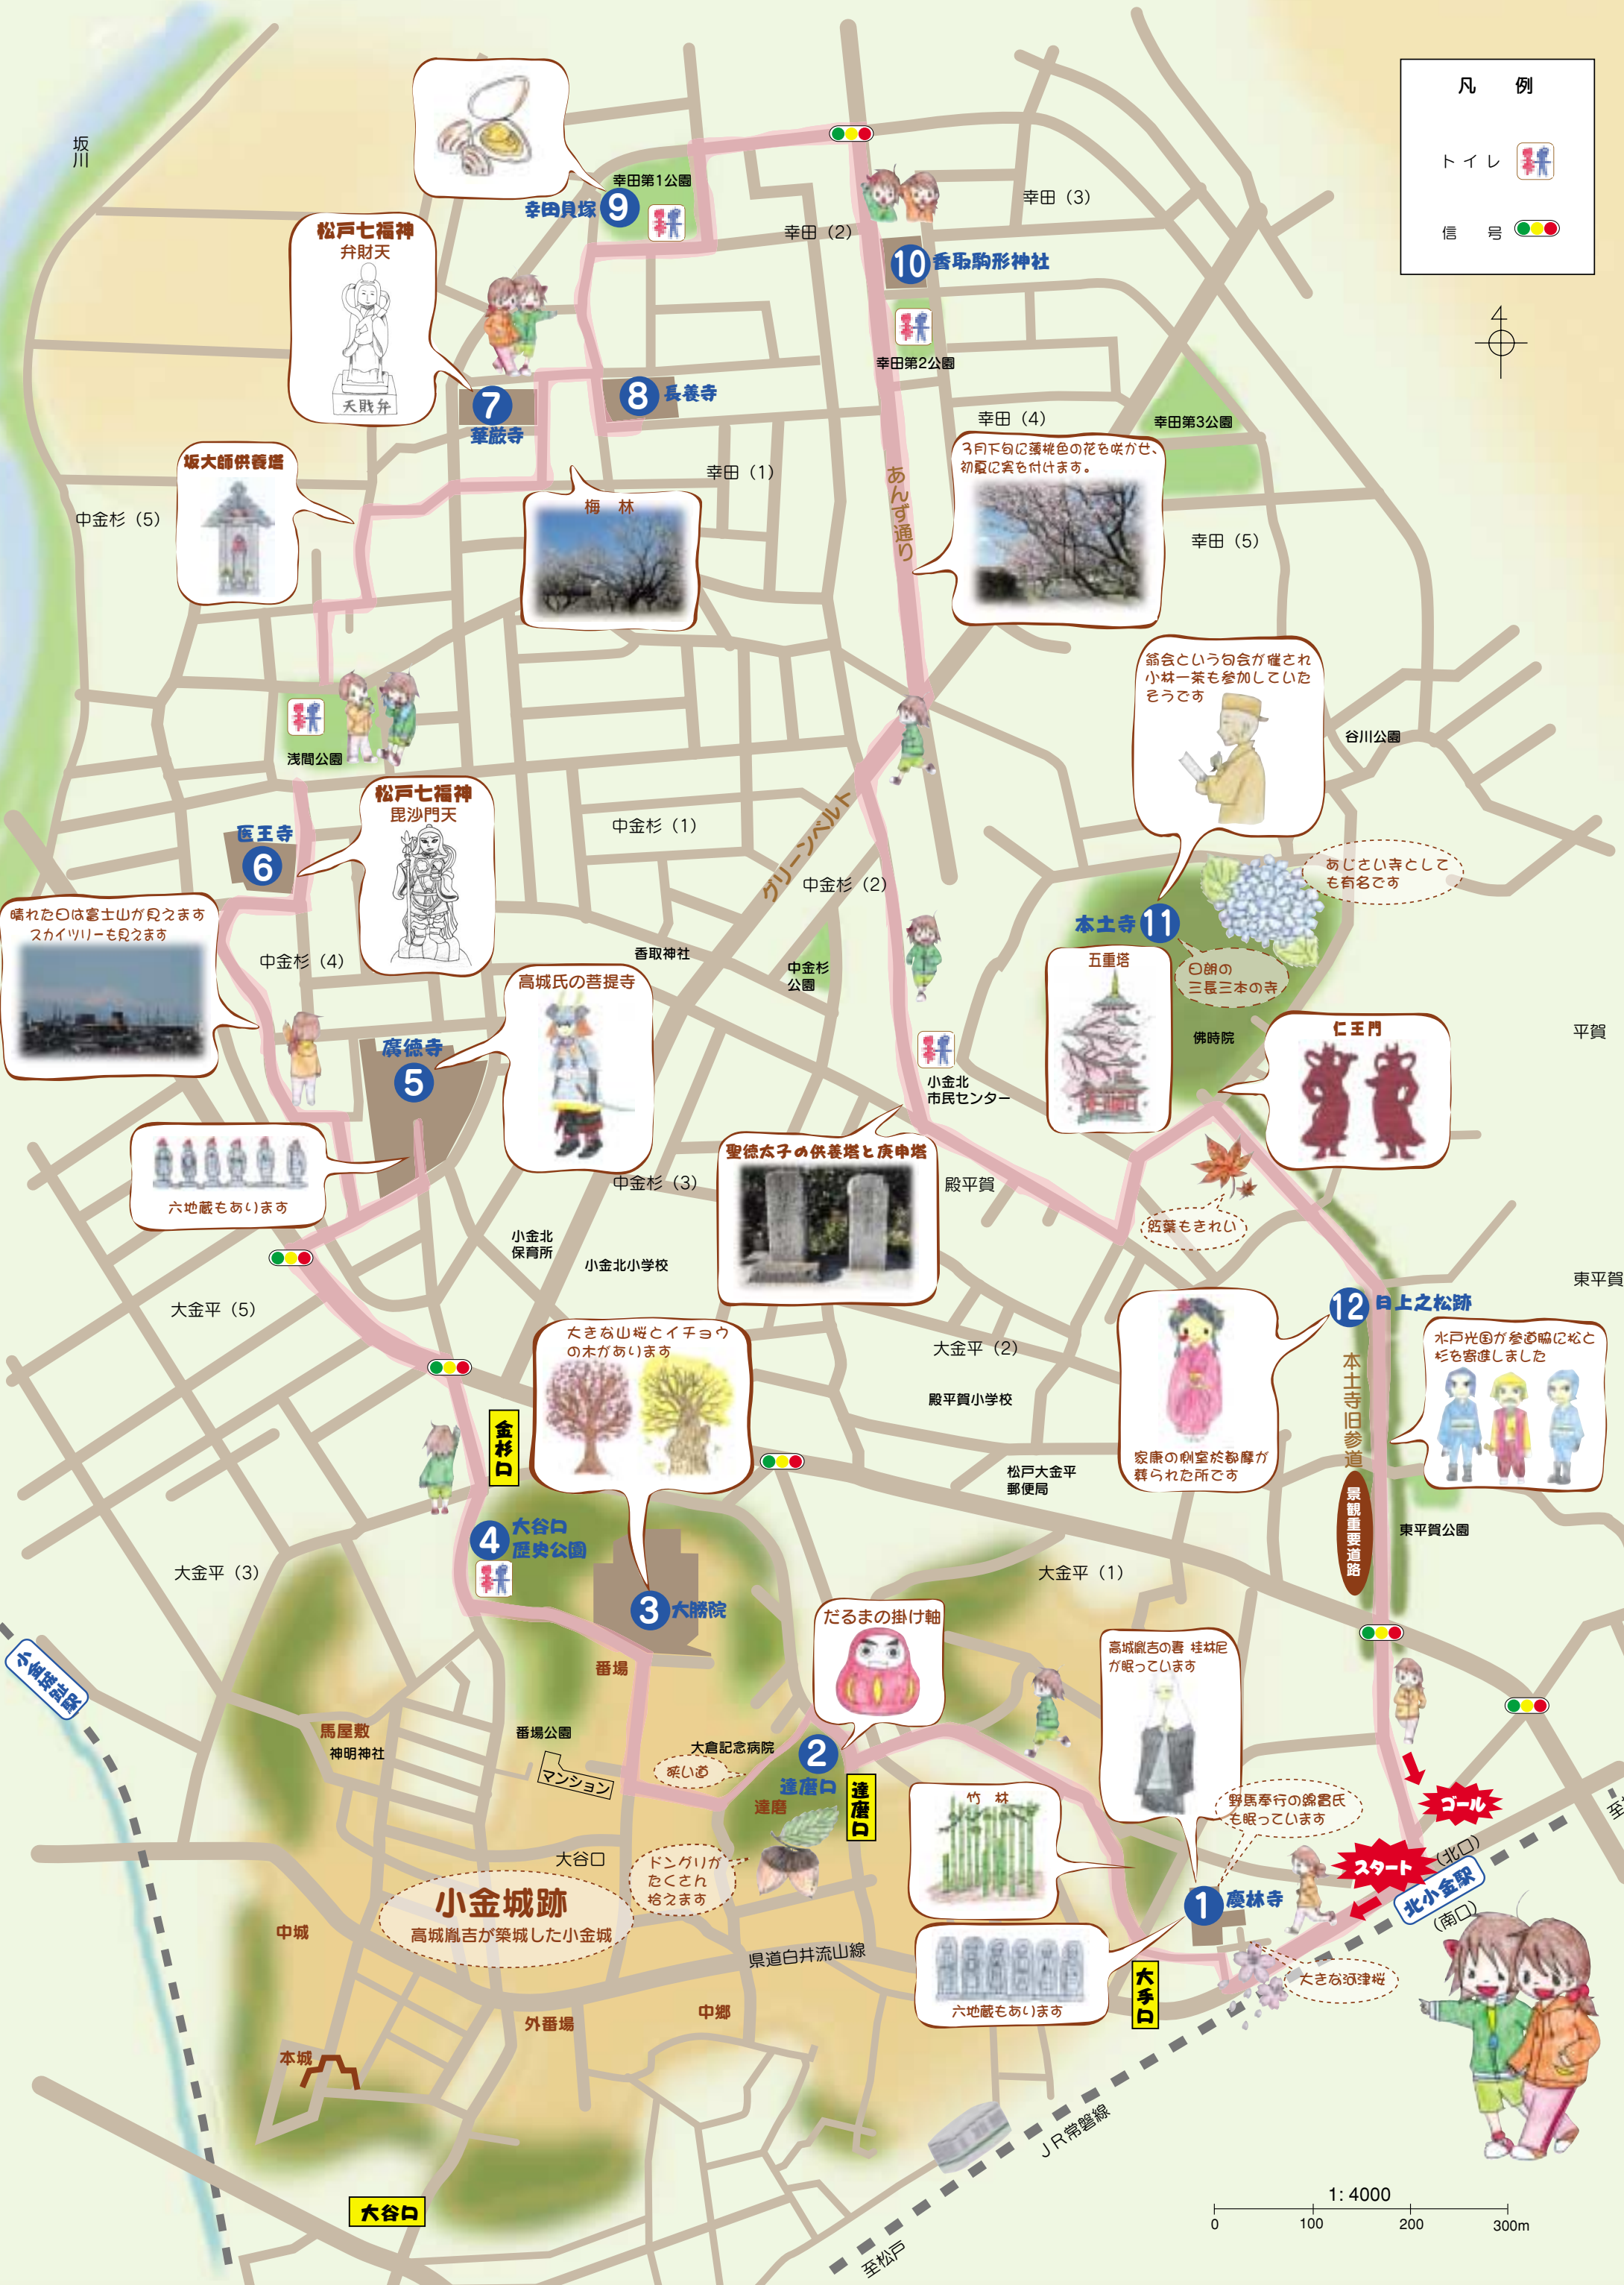 凡　例
トイレ
信　号
坂川
幸田第1公園
幸田貝塚
9
幸田（2）
幸田（3）
10
香取駒形神社
幸田第2公園
松戸七福神
弁財天
天財弁
7
華厳寺
8
長養寺
幸田（4）
幸田第3公園
3月下旬に薄桃色の花を咲かせ、
初夏に実を付けます。
坂大師供養塔
幸田（1）
梅　林
あんず通り
中金杉（5）
幸田（5）
翁会という句会が催され
小林一茶も参加していた
そうです
谷川公園
浅間公園
松戸七福神
毘沙門天
医王寺
6
中金杉（1）
グリーンベルト
中金杉（2）
あじさい寺として
も有名です
本土寺
11
日朗の
三長三本の寺
五重塔
佛時院
仁王門
平賀
晴れた日は富士山が見えます
スカイツリーも見えます
中金杉（4）
香取神社
中金杉
公園
高城氏の菩提寺
廣徳寺
5
小金北
市民センター
聖徳太子の供養塔と庚申塔
殿平賀
紅葉もきれい
六地蔵もあります
中金杉（3）
小金北
保育所
小金北小学校
大金平（5）
東平賀
12
目上之松跡
大金平（2）
殿平賀小学校
本土寺旧参道
景観重要道路
水戸光圀が参道脇に松と
杉を寄進しました
家康の側室於都摩が
葬られた所です
大きな山桜とイチョウ
の木があります
金杉口
松戸大金平
郵便局
東平賀公園
4
大谷口
歴史公園
3
大勝院
大金平（3）
大金平（1）
番場
だるまの掛け軸
高城胤吉の妻 桂林尼
が眠っています
小金城趾駅
馬屋敷
神明神社
番場公園
マンション
大倉記念病院
狭い道
2
達磨口
達磨
達磨口
竹　林
野馬奉行の綿貫氏
も眠っています
ゴール
スタート
（北口）
北小金駅
（南口）
大谷口
ドングリが
たくさん
拾えます
小金城跡
高城胤吉が築城した小金城
1
慶林寺
中城
県道白井流山線
六地蔵もあります
大手口
大きな河津桜
外番場
中郷
本城
ＪＲ常磐線
大谷口
至松戸
1: 4000
0
100
200
300m